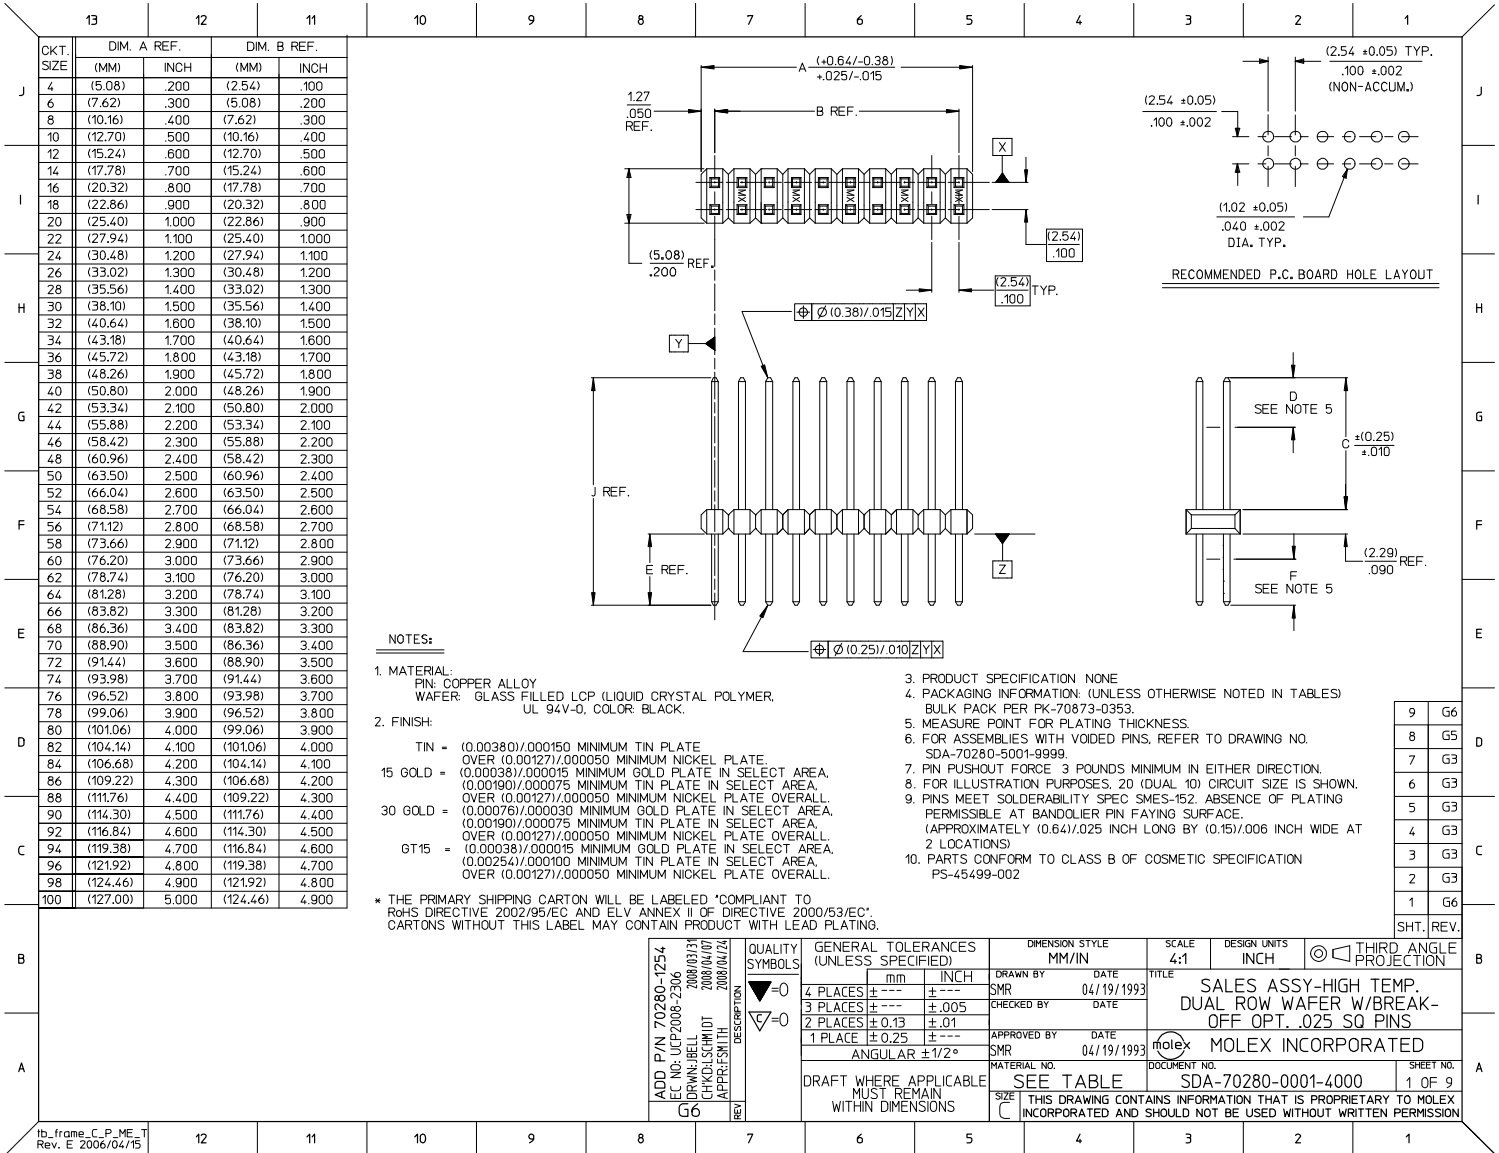 13 12 11 10 9 8 7 6 5 4 3 2 1
J
I
H
G
F
E
D
C
B
A
CKT. SIZE DIM. A REF. DIM. B REF.
(MM) INCH (MM) INCH
4 (5.08) .200 (2.54) .100
6 (7.62) .300 (5.08) .200
8 (10.16) .400 (7.62) .300
10 (12.70) .500 (10.16) .400
12 (15.24) .600 (12.70) .500
14 (17.78) .700 (15.24) .600
16 (20.32) .800 (17.78) .700
18 (22.86) .900 (20.32) .800
20 (25.40) 1.000 (22.86) .900
22 (27.94) 1.100 (25.40) 1.000
24 (30.48) 1.200 (27.94) 1.100
26 (33.02) 1.300 (30.48) 1.200
28 (35.56) 1.400 (33.02) 1.300
30 (38.10) 1.500 (35.56) 1.400
32 (40.64) 1.600 (38.10) 1.500
34 (43.18) 1.700 (40.64) 1.600
36 (45.72) 1.800 (43.18) 1.700
38 (48.26) 1.900 (45.72) 1.800
40 (50.80) 2.000 (48.26) 1.900
42 (53.34) 2.100 (50.80) 2.000
44 (55.88) 2.200 (53.34) 2.100
46 (58.42) 2.300 (55.88) 2.200
48 (60.96) 2.400 (58.42) 2.300
50 (63.50) 2.500 (60.96) 2.400
52 (66.04) 2.600 (63.50) 2.500
54 (68.58) 2.700 (66.04) 2.600
56 (71.12) 2.800 (68.58) 2.700
58 (73.66) 2.900 (71.12) 2.800
60 (76.20) 3.000 (73.66) 2.900
62 (78.74) 3.100 (76.20) 3.000
64 (81.28) 3.200 (78.74) 3.100
66 (83.82) 3.300 (81.28) 3.200
68 (86.36) 3.400 (83.82) 3.300
70 (88.90) 3.500 (86.36) 3.400
72 (91.44) 3.600 (88.90) 3.500
74 (93.98) 3.700 (91.44) 3.600
76 (96.52) 3.800 (93.98) 3.700
78 (99.06) 3.900 (96.52) 3.800
80 (101.06) 4.000 (99.06) 3.900
82 (104.14) 4.100 (101.06) 4.000
84 (106.68) 4.200 (104.14) 4.100
86 (109.22) 4.300 (106.68) 4.200
88 (111.76) 4.400 (109.22) 4.300
90 (114.30) 4.500 (111.76) 4.400
92 (116.84) 4.600 (114.30) 4.500
94 (119.38) 4.700 (116.84) 4.600
96 (121.92) 4.800 (119.38) 4.700
98 (124.46) 4.900 (121.92) 4.800
100 (127.00) 5.000 (124.46) 4.900
A (+0.64/-0.38)
+.025/-.015
1.27
.050
REF.
B REF.
X
MX MX MX MX MX
(5.08)
.200 REF.
(2.54)
.100
(2.54)
.100 TYP.
(2.54 ±0.05) TYP.
.100 ±.002
(NON-ACCUM.)
(2.54 ±0.05)
.100 ±.002
(1.02 ±0.05)
.040 ±.002
DIA. TYP.
RECOMMENDED P.C. BOARD HOLE LAYOUT
⌖ Ø (0.38)/.015 Z Y X
Y
J REF.
E REF.
Z
⌖ Ø (0.25)/.010 Z Y X
D
SEE NOTE 5
C ±(0.25)
±.010
(2.29)
.090 REF.
F
SEE NOTE 5
NOTES:
1. MATERIAL:
PIN: COPPER ALLOY
WAFER: GLASS FILLED LCP (LIQUID CRYSTAL POLYMER,
UL 94V-0, COLOR: BLACK.
2. FINISH:
TIN = (0.00380)/.000150 MINIMUM TIN PLATE
OVER (0.00127)/.000050 MINIMUM NICKEL PLATE.
15 GOLD = (0.00038)/.000015 MINIMUM GOLD PLATE IN SELECT AREA,
(0.00190)/.000075 MINIMUM TIN PLATE IN SELECT AREA,
OVER (0.00127)/.000050 MINIMUM NICKEL PLATE OVERALL.
30 GOLD = (0.00076)/.000030 MINIMUM GOLD PLATE IN SELECT AREA,
(0.00190)/.000075 MINIMUM TIN PLATE IN SELECT AREA,
OVER (0.00127)/.000050 MINIMUM NICKEL PLATE OVERALL.
GT15 = (0.00038)/.000015 MINIMUM GOLD PLATE IN SELECT AREA,
(0.00254)/.000100 MINIMUM TIN PLATE IN SELECT AREA,
OVER (0.00127)/.000050 MINIMUM NICKEL PLATE OVERALL.
* THE PRIMARY SHIPPING CARTON WILL BE LABELED "COMPLIANT TO
RoHS DIRECTIVE 2002/95/EC AND ELV ANNEX II OF DIRECTIVE 2000/53/EC".
CARTONS WITHOUT THIS LABEL MAY CONTAIN PRODUCT WITH LEAD PLATING.
3. PRODUCT SPECIFICATION NONE
4. PACKAGING INFORMATION: (UNLESS OTHERWISE NOTED IN TABLES)
BULK PACK PER PK-70873-0353.
5. MEASURE POINT FOR PLATING THICKNESS.
6. FOR ASSEMBLIES WITH VOIDED PINS, REFER TO DRAWING NO.
SDA-70280-5001-9999.
7. PIN PUSHOUT FORCE 3 POUNDS MINIMUM IN EITHER DIRECTION.
8. FOR ILLUSTRATION PURPOSES, 20 (DUAL 10) CIRCUIT SIZE IS SHOWN.
9. PINS MEET SOLDERABILITY SPEC SMES-152. ABSENCE OF PLATING
PERMISSIBLE AT BANDOLIER PIN FAYING SURFACE.
(APPROXIMATELY (0.64)/.025 INCH LONG BY (0.15)/.006 INCH WIDE AT
2 LOCATIONS)
10. PARTS CONFORM TO CLASS B OF COSMETIC SPECIFICATION
PS-45499-002
9 G6
8 G5
7 G3
6 G3
5 G3
4 G3
3 G3
2 G3
1 G6
SHT. REV.
ADD P/N 70280-1254
EC NO: UCP2008-2306
DRWN:JBELL 2008/03/31
CHKD:LSCHMIDT 2008/04/07
APPR:FSMITH 2008/04/24
DESCRIPTION
G6 REV
QUALITY SYMBOLS
=0
C =0
GENERAL TOLERANCES
(UNLESS SPECIFIED)
mm INCH
4 PLACES ±--- ±---
3 PLACES ±--- ±.005
2 PLACES ±0.13 ±.01
1 PLACE ±0.25 ±---
ANGULAR ±1/2°
DRAFT WHERE APPLICABLE
MUST REMAIN
WITHIN DIMENSIONS
DIMENSION STYLE
MM/IN
SCALE
4:1
DESIGN UNITS
INCH
THIRD ANGLE
PROJECTION
DRAWN BY DATE
SMR 04/19/1993
CHECKED BY DATE
APPROVED BY DATE
SMR 04/19/1993
TITLE
SALES ASSY-HIGH TEMP.
DUAL ROW WAFER W/BREAK-
OFF OPT. .025 SQ PINS
molex MOLEX INCORPORATED
MATERIAL NO.
SEE TABLE
DOCUMENT NO.
SDA-70280-0001-4000
SHEET NO.
1 OF 9
SIZE
C
THIS DRAWING CONTAINS INFORMATION THAT IS PROPRIETARY TO MOLEX
INCORPORATED AND SHOULD NOT BE USED WITHOUT WRITTEN PERMISSION
J
I
H
G
F
E
D
C
B
A
tb_frame_C_P_ME_T
Rev. E 2006/04/15
12 11 10 9 8 7 6 5 4 3 2 1